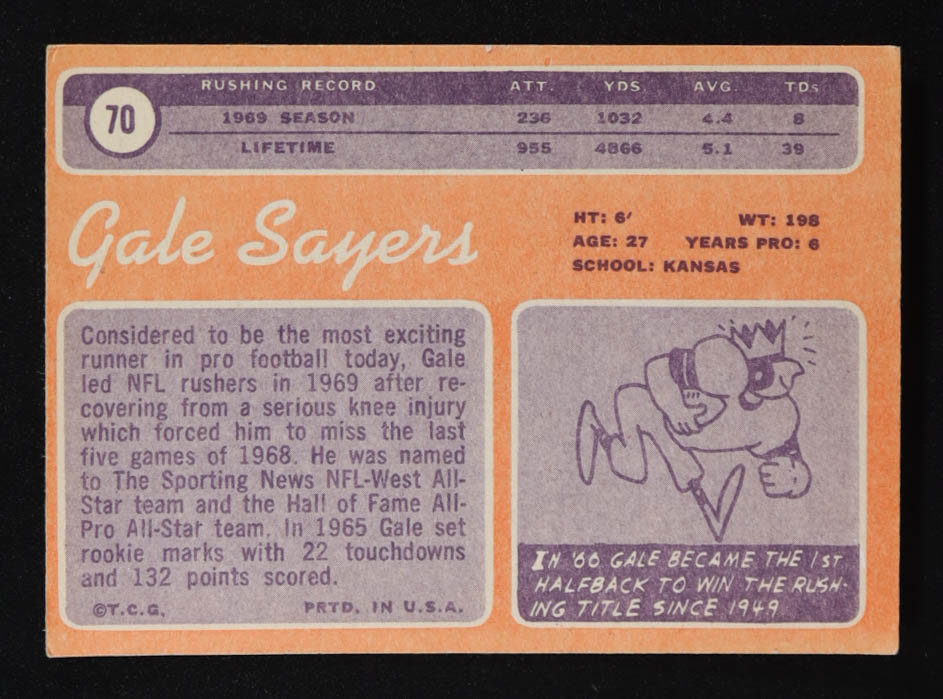 RUSHING RECORD ATT. YDS. AVG. TDs
70
1969 SEASON 236 1032 4.4 8
LIFETIME 955 4866 5.1 39
Gale Sayers
HT: 6' WT: 198
AGE: 27 YEARS PRO: 6
SCHOOL: KANSAS
Considered to be the most exciting
runner in pro football today, Gale
led NFL rushers in 1969 after re-
covering from a serious knee injury
which forced him to miss the last
five games of 1968. He was named
to The Sporting News NFL-West All-
Star team and the Hall of Fame All-
Pro All-Star team. In 1965 Gale set
rookie marks with 22 touchdowns
and 132 points scored.
©T.C.G. PRTD. IN U.S.A.
IN '66 GALE BECAME THE 1ST
HALFBACK TO WIN THE RUSH-
ING TITLE SINCE 1949